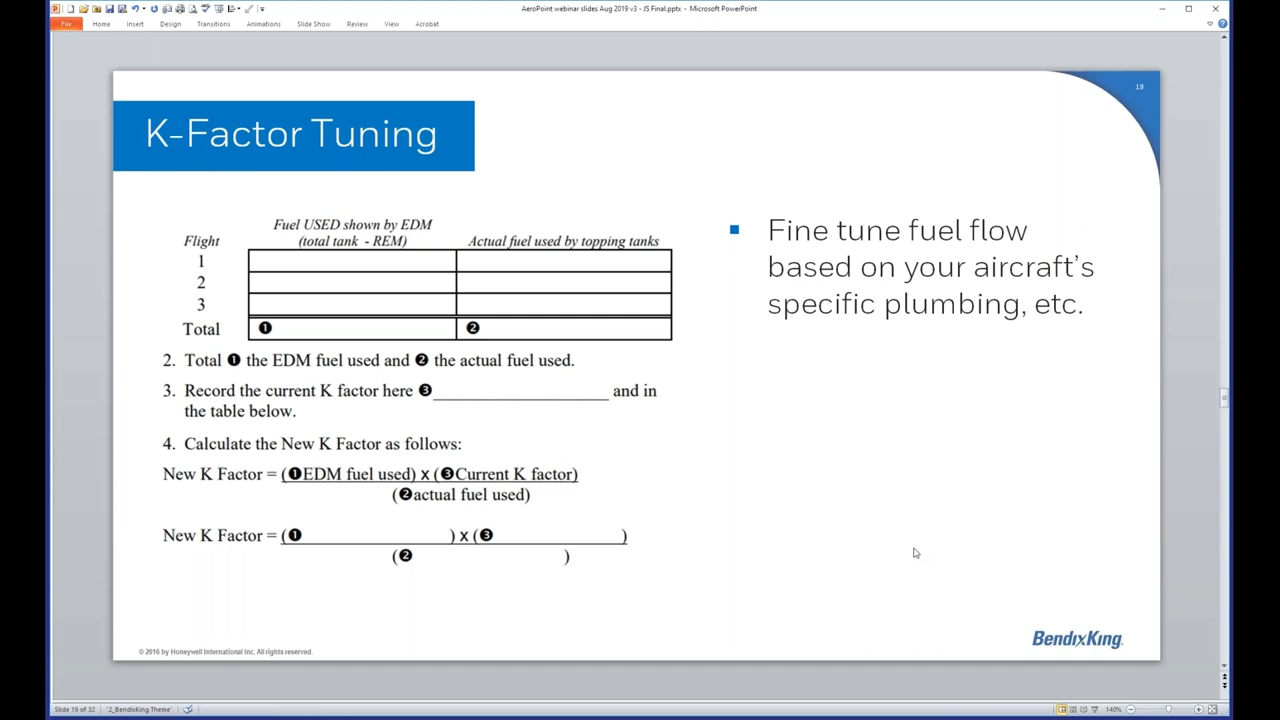 AeroPoint webinar slides Aug 2019 v3 - JS Final.pptx - Microsoft PowerPoint
File Home Insert Design Transitions Animations Slide Show Review View Acrobat
19
K-Factor Tuning
Fuel USED shown by EDM
Flight (total tank - REM) Actual fuel used by topping tanks
1
2
3
Total ❶ ❷
2. Total ❶ the EDM fuel used and ❷ the actual fuel used.
3. Record the current K factor here ❸____________________ and in
the table below.
4. Calculate the New K Factor as follows:
New K Factor = (❶EDM fuel used) x (❸Current K factor)
(❷actual fuel used)
New K Factor = (❶ ) x (❸ )
(❷ )
■ Fine tune fuel flow
based on your aircraft's
specific plumbing, etc.
© 2016 by Honeywell International Inc. All rights reserved.
BendixKing
Slide 19 of 32 "2_BendixKing Theme" 140%